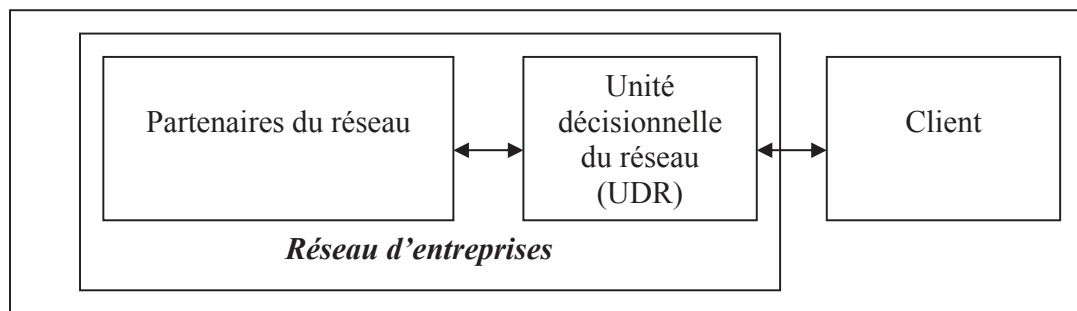 Partenaires du réseau
Unité
décisionnelle
du réseau
(UDR)
Client
Réseau d’entreprises